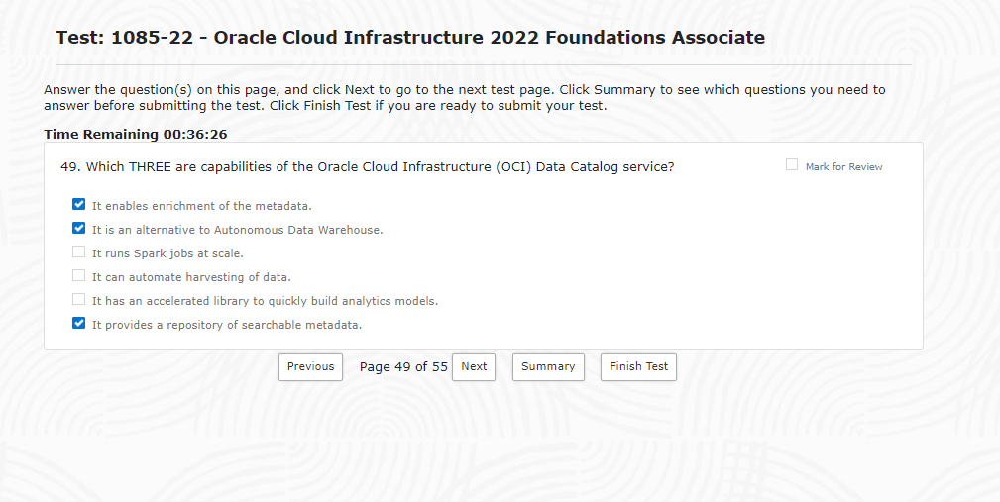 Test: 1085-22 - Oracle Cloud Infrastructure 2022 Foundations Associate
Answer the question(s) on this page, and click Next to go to the next test page. Click Summary to see which questions you need to
answer before submitting the test. Click Finish Test if you are ready to submit your test.
Time Remaining 00:36:26
49. Which THREE are capabilities of the Oracle Cloud Infrastructure (OCI) Data Catalog service?
Mark for Review
It enables enrichment of the metadata.
It is an alternative to Autonomous Data Warehouse.
It runs Spark jobs at scale.
It can automate harvesting of data.
It has an accelerated library to quickly build analytics models.
It provides a repository of searchable metadata.
Previous Page 49 of 55 Next Summary Finish Test